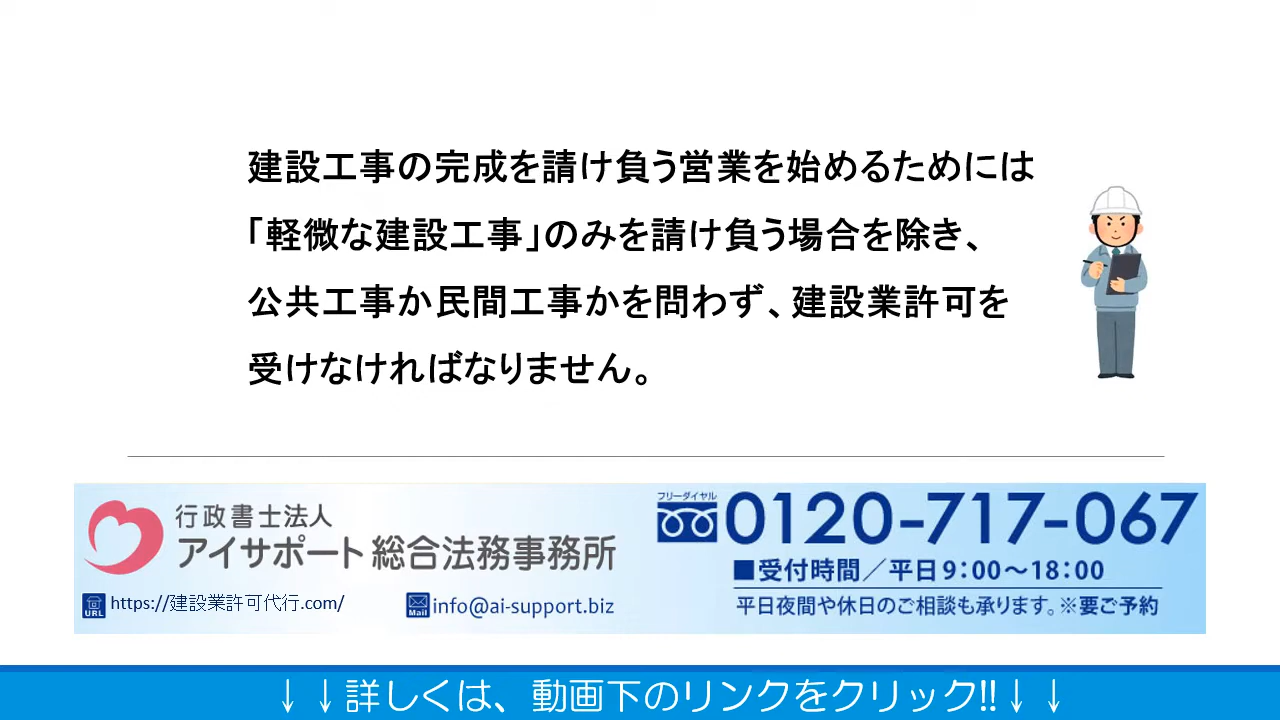 建設工事の完成を請け負う営業を始めるためには
「軽微な建設工事」のみを請け負う場合を除き、
公共工事か民間工事かを問わず、建設業許可を
受けなければなりません。
行政書士法人
アイサポート総合法務事務所
URL https://建設業許可代行.com/
Mail info@ai-support.biz
フリーダイヤル
0120-717-067
■受付時間／平日9:00～18:00
平日夜間や休日のご相談も承ります。※要ご予約
↓↓詳しくは、動画下のリンクをクリック!!↓↓